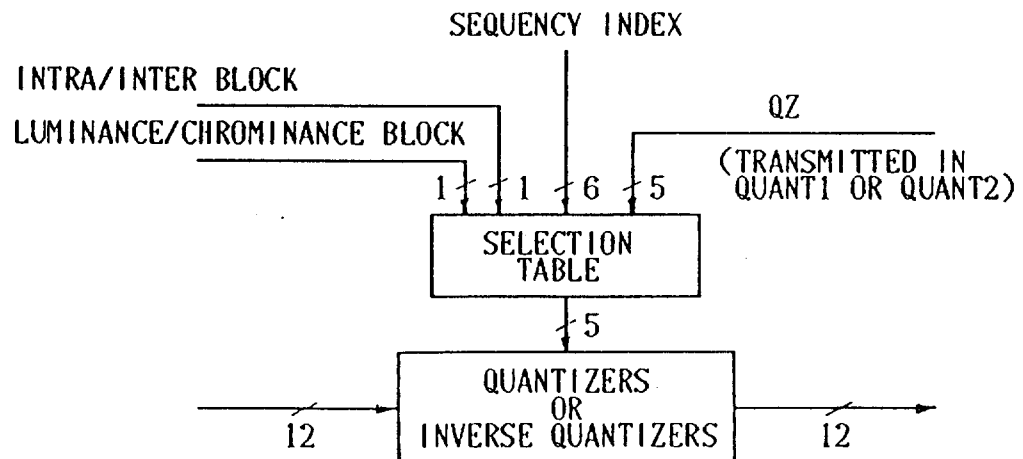 SEQUENCY INDEX
INTRA/INTER BLOCK
LUMINANCE/CHROMINANCE BLOCK
QZ
(TRANSMITTED IN
QUANT1 OR QUANT2)
1 1 6 5
SELECTION
TABLE
5
QUANTIZERS
OR
INVERSE QUANTIZERS
12 12